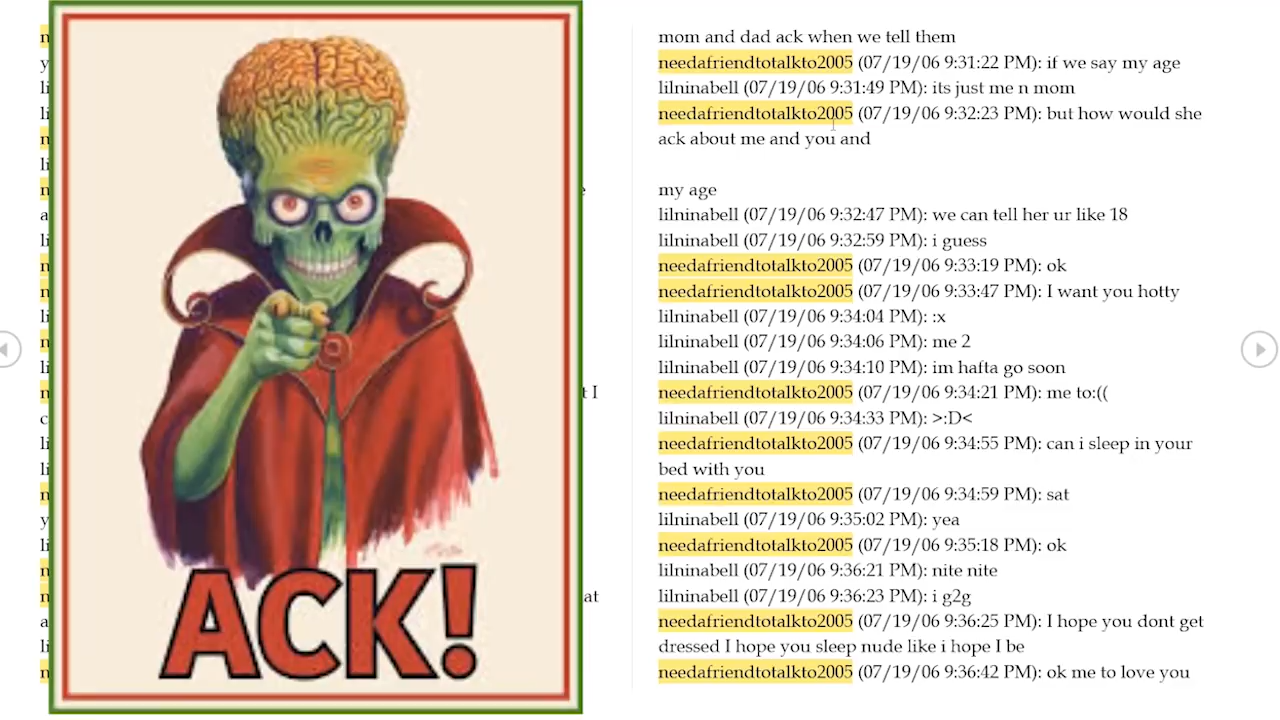 ACK!
mom and dad ack when we tell them
needafriendtotalkto2005 (07/19/06 9:31:22 PM): if we say my age
lilninabell (07/19/06 9:31:49 PM): its just me n mom
needafriendtotalkto2005 (07/19/06 9:32:23 PM): but how would she
ack about me and you and
my age
lilninabell (07/19/06 9:32:47 PM): we can tell her ur like 18
lilninabell (07/19/06 9:32:59 PM): i guess
needafriendtotalkto2005 (07/19/06 9:33:19 PM): ok
needafriendtotalkto2005 (07/19/06 9:33:47 PM): I want you hotty
lilninabell (07/19/06 9:34:04 PM): :x
lilninabell (07/19/06 9:34:06 PM): me 2
lilninabell (07/19/06 9:34:10 PM): im hafta go soon
needafriendtotalkto2005 (07/19/06 9:34:21 PM): me to:((
lilninabell (07/19/06 9:34:33 PM): >:D<
needafriendtotalkto2005 (07/19/06 9:34:55 PM): can i sleep in your
bed with you
needafriendtotalkto2005 (07/19/06 9:34:59 PM): sat
lilninabell (07/19/06 9:35:02 PM): yea
needafriendtotalkto2005 (07/19/06 9:35:18 PM): ok
lilninabell (07/19/06 9:36:21 PM): nite nite
lilninabell (07/19/06 9:36:23 PM): i g2g
needafriendtotalkto2005 (07/19/06 9:36:25 PM): I hope you dont get
dressed I hope you sleep nude like i hope I be
needafriendtotalkto2005 (07/19/06 9:36:42 PM): ok me to love you